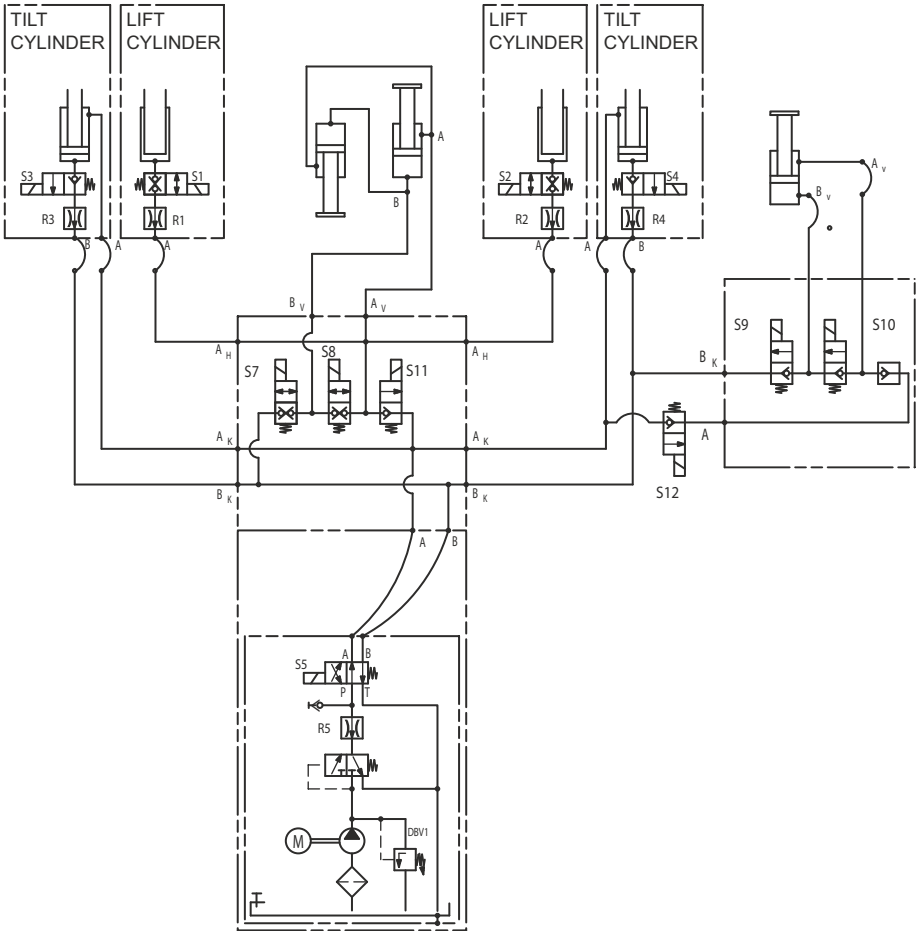 TILT
CYLINDER
LIFT
CYLINDER
LIFT
CYLINDER
TILT
CYLINDER
S3
S1
S2
S4
R3
R1
R2
R4
B
A
A
A
A
B
A
B
A V
B V
B V
A V
A H
A H
S7
S8
S11
S9
S10
B K
A
S12
A K
A K
B K
B K
A
B
S5
A
B
P
T
R5
M
DBV1